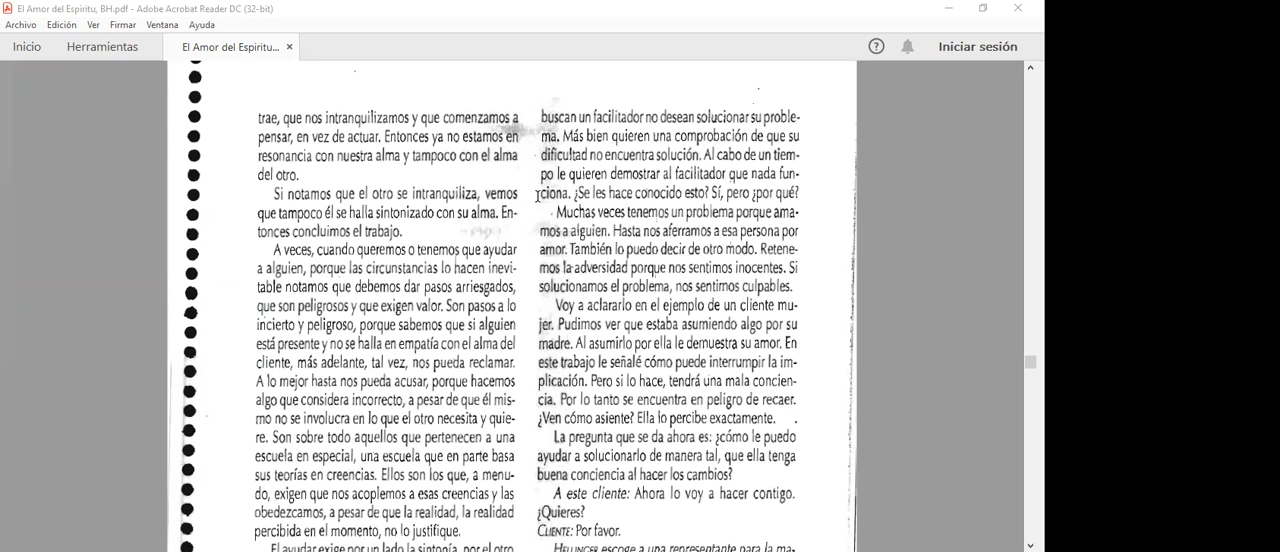 El Amor del Espiritu, BH.pdf - Adobe Acrobat Reader DC (32-bit)
Archivo Edición Ver Firmar Ventana Ayuda
Inicio Herramientas El Amor del Espiritu... × ? Iniciar sesión
trae, que nos intranquilizamos y que comenzamos a
pensar, en vez de actuar. Entonces ya no estamos en
resonancia con nuestra alma y tampoco con el alma
del otro.
Si notamos que el otro se intranquiliza, vemos
que tampoco él se halla sintonizado con su alma. En-
tonces concluimos el trabajo.
A veces, cuando queremos o tenemos que ayudar
a alguien, porque las circunstancias lo hacen inevi-
table notamos que debemos dar pasos arriesgados,
que son peligrosos y que exigen valor. Son pasos a lo
incierto y peligroso, porque sabemos que si alguien
está presente y no se halla en empatía con el alma del
cliente, más adelante, tal vez, nos pueda reclamar.
A lo mejor hasta nos pueda acusar, porque hacemos
algo que considera incorrecto, a pesar de que él mis-
mo no se involucra en lo que el otro necesita y quie-
re. Son sobre todo aquellos que pertenecen a una
escuela en especial, una escuela que en parte basa
sus teorías en creencias. Ellos son los que, a menu-
do, exigen que nos acoplemos a esas creencias y las
obedezcamos, a pesar de que la realidad, la realidad
percibida en el momento, no lo justifique.
El ayudar exige por un lado la sintonía, por el otro
buscan un facilitador no desean solucionar su proble-
ma. Más bien quieren una comprobación de que su
dificultad no encuentra solución. Al cabo de un tiem-
po le quieren demostrar al facilitador que nada fun-
ciona. ¿Se les hace conocido esto? Sí, pero ¿por qué?
Muchas veces tenemos un problema porque ama-
mos a alguien. Hasta nos aferramos a esa persona por
amor. También lo puedo decir de otro modo. Retene-
mos la adversidad porque nos sentimos inocentes. Si
solucionamos el problema, nos sentimos culpables.
Voy a aclararlo en el ejemplo de un cliente mu-
jer. Pudimos ver que estaba asumiendo algo por su
madre. Al asumirlo por ella le demuestra su amor. En
este trabajo le señalé cómo puede interrumpir la im-
plicación. Pero si lo hace, tendrá una mala concien-
cia. Por lo tanto se encuentra en peligro de recaer.
¿Ven cómo asiente? Ella lo percibe exactamente.
La pregunta que se da ahora es: ¿cómo le puedo
ayudar a solucionarlo de manera tal, que ella tenga
buena conciencia al hacer los cambios?
A este cliente: Ahora lo voy a hacer contigo.
¿Quieres?
CLIENTE: Por favor.
HELLINGER escoge a una representante para la ma-